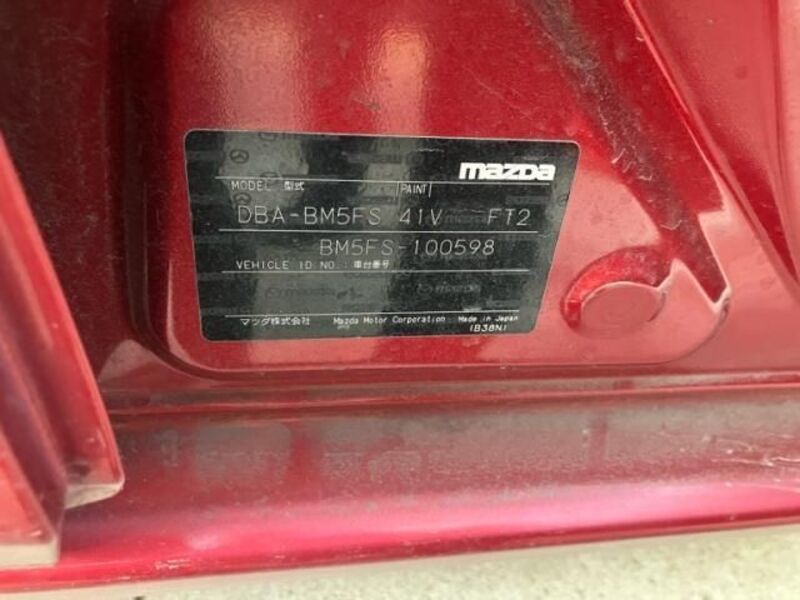 mazda
MODEL 型式 PAINT
DBA-BM5FS 41V FT2
BM5FS-100598
VEHICLE ID NO.: 車台番号
マツダ株式会社 Mazda Motor Corporation Made in Japan
(B38N)